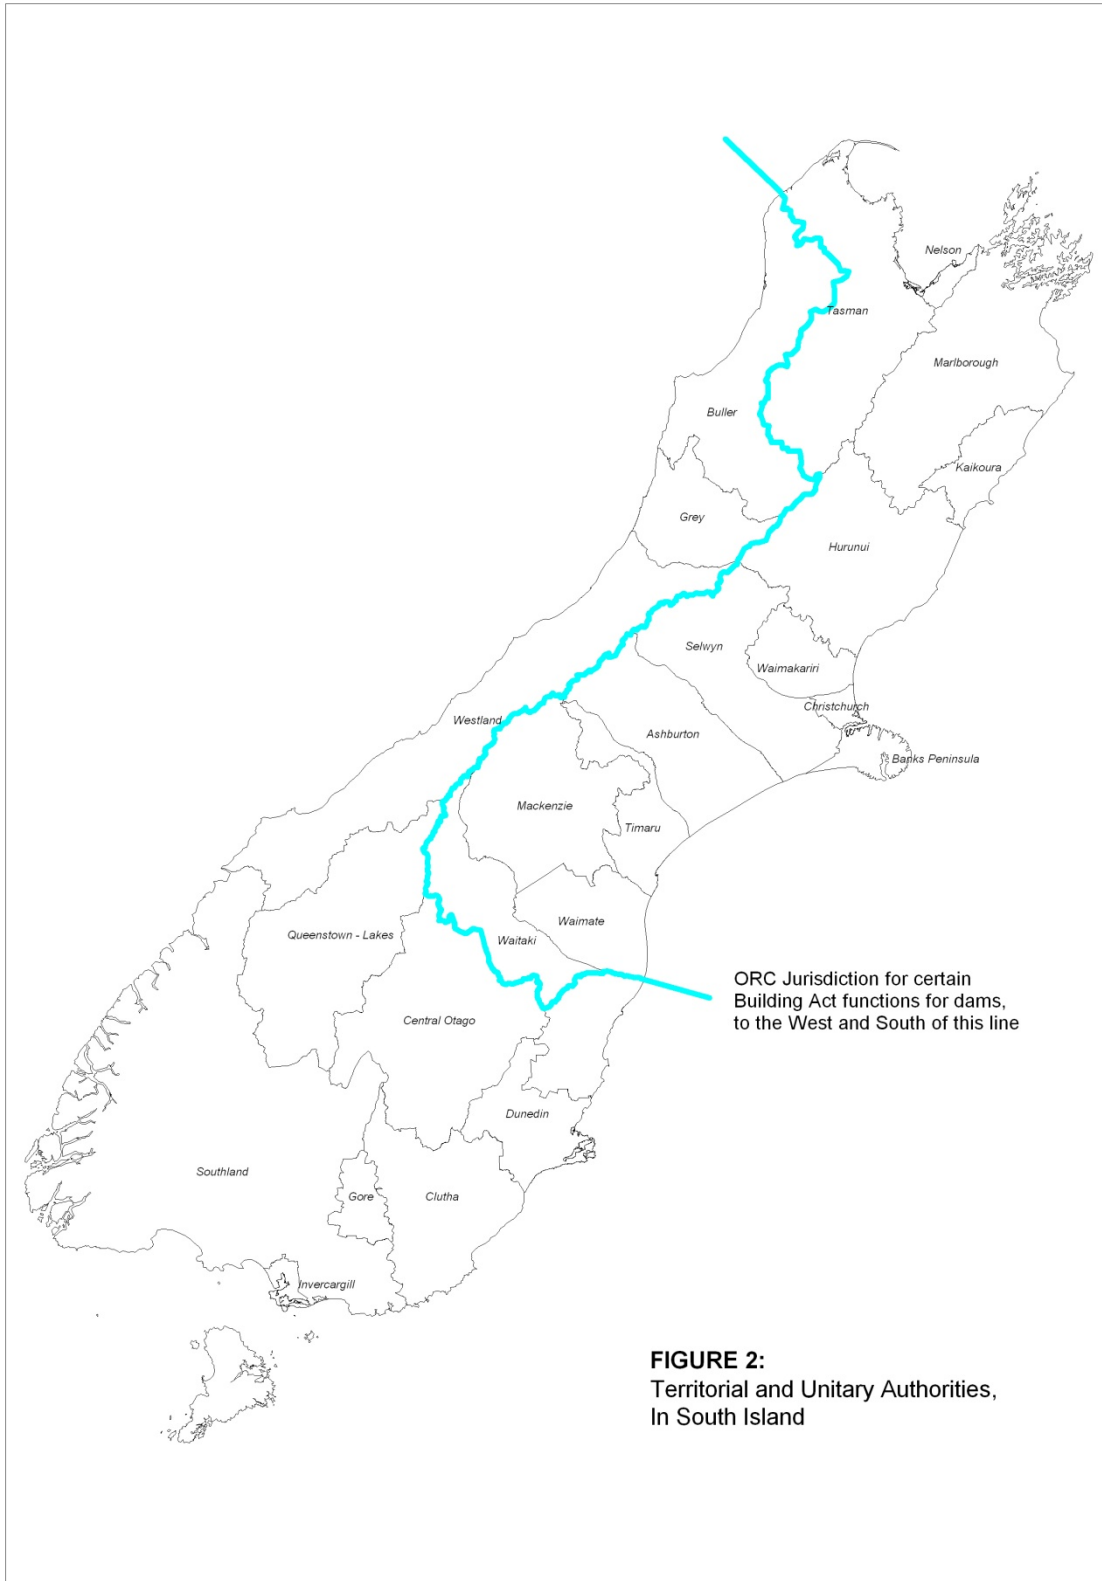 Nelson
Tasman
Marlborough
Buller
Kaikoura
Grey
Hurunui
Selwyn
Waimakariri
Christchurch
Westland
Ashburton
Banks Peninsula
Mackenzie
Timaru
Waimate
Queenstown - Lakes
Waitaki
ORC Jurisdiction for certain
Building Act functions for dams,
to the West and South of this line
Central Otago
Dunedin
Southland
Gore
Clutha
Invercargill
FIGURE 2:
Territorial and Unitary Authorities,
In South Island